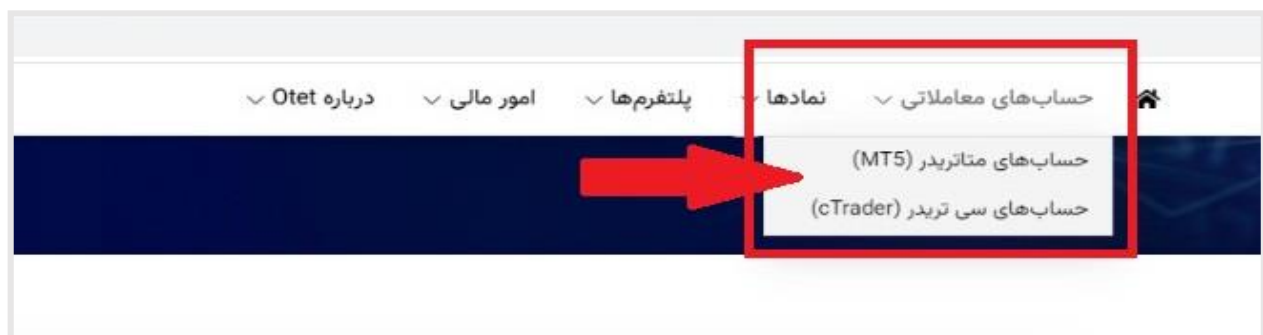 حساب‌های معاملاتی نمادها پلتفرم‌ها امور مالی درباره Otet
حساب‌های متاتریدر (MT5)
حساب‌های سی تریدر (cTrader)